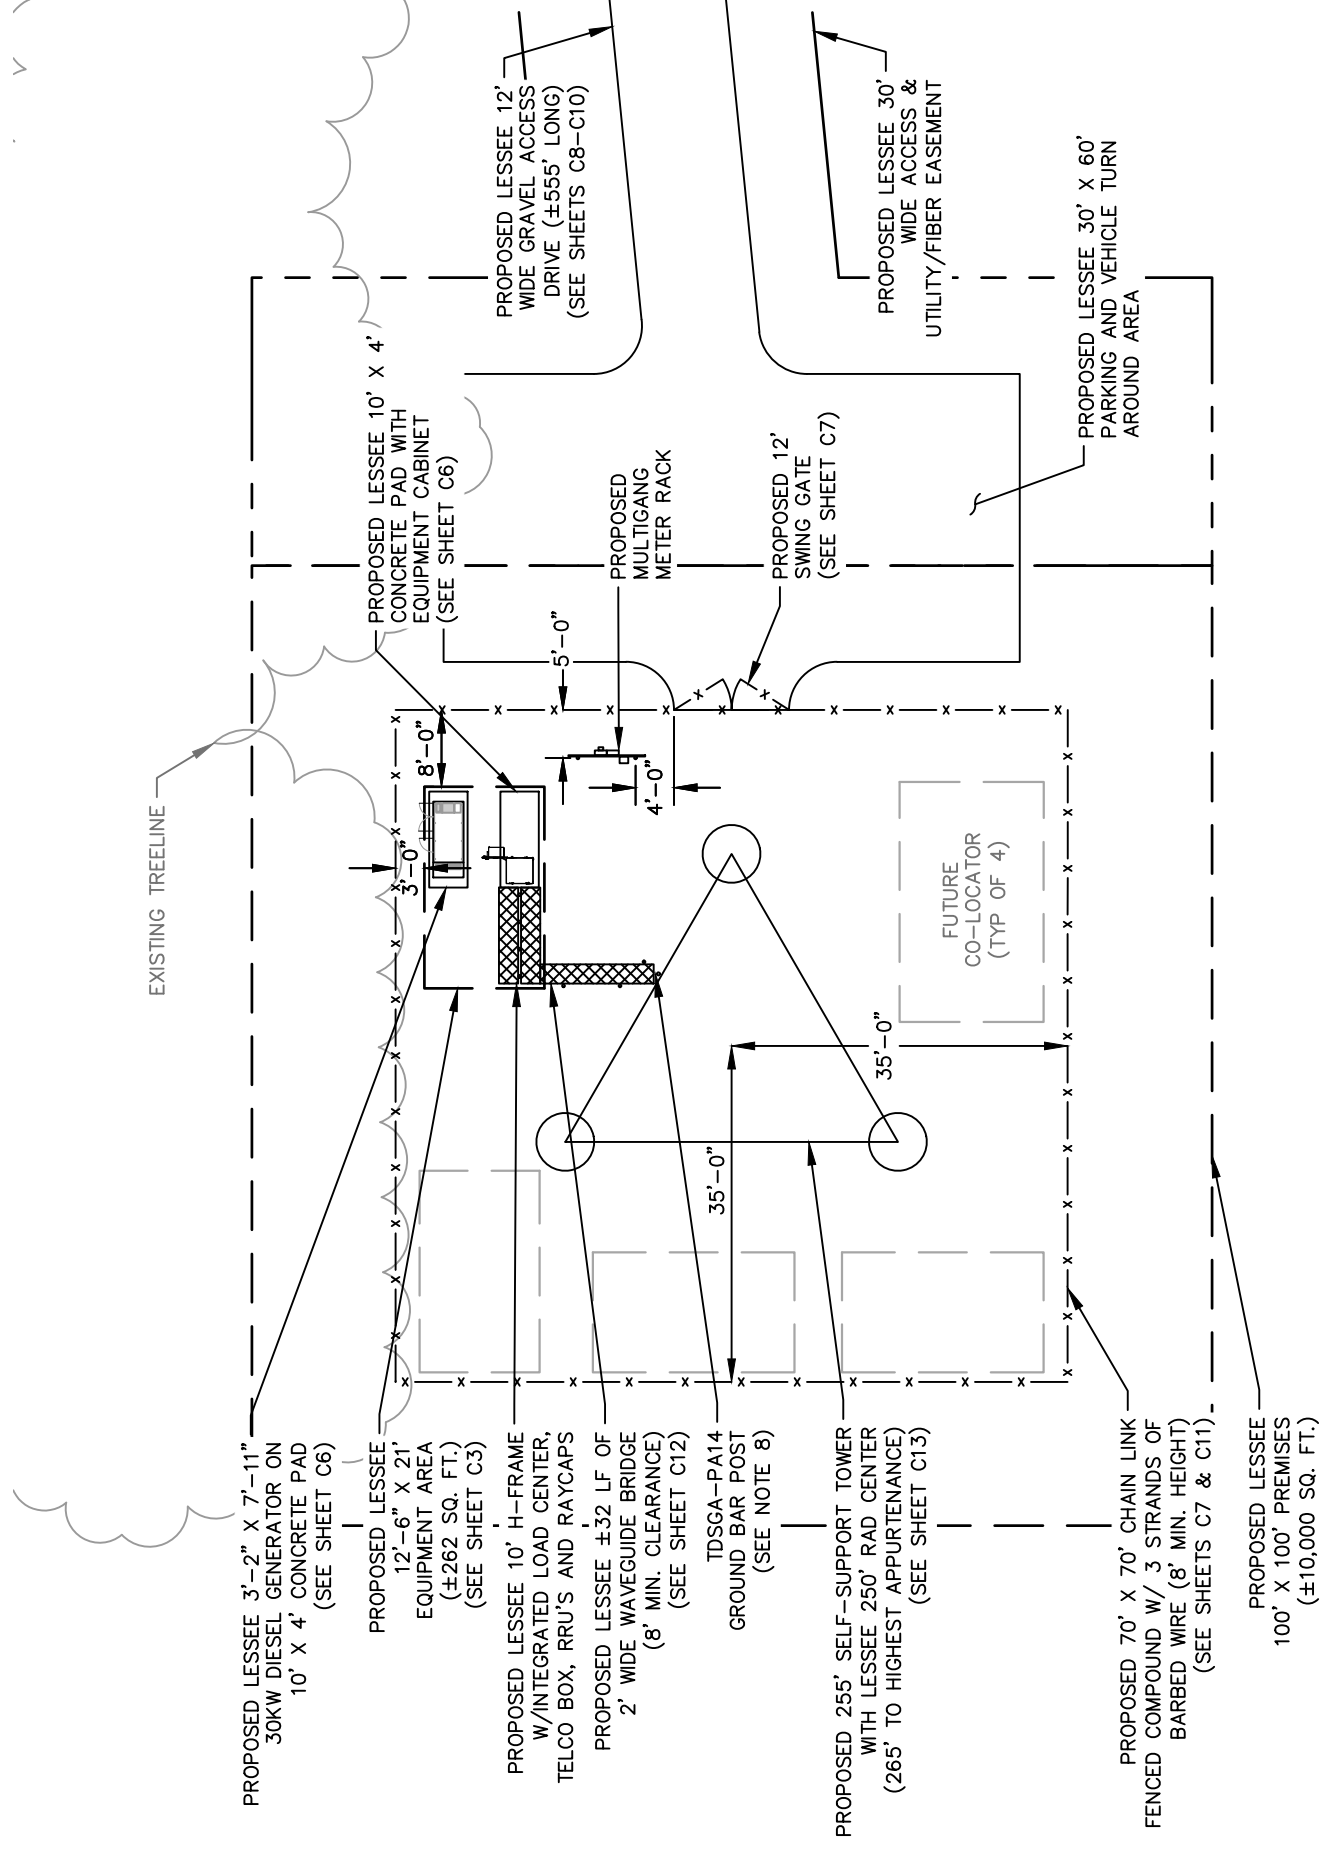 EXISTING TREELINE
PROPOSED LESSEE 10' X 4'
CONCRETE PAD WITH
EQUIPMENT CABINET
(SEE SHEET C6)
PROPOSED LESSEE 12'
WIDE GRAVEL ACCESS
DRIVE (±555' LONG)
(SEE SHEETS C8-C10)
PROPOSED
MULTIGANG
METER RACK
PROPOSED 12'
SWING GATE
(SEE SHEET C7)
PROPOSED LESSEE 30'
WIDE ACCESS &
UTILITY/FIBER EASEMENT
PROPOSED LESSEE 30' X 60'
PARKING AND VEHICLE TURN
AROUND AREA
3'-0"
8'-0"
5'-0"
4'-0"
35'-0"
35'-0"
FUTURE
CO-LOCATOR
(TYP OF 4)
PROPOSED LESSEE 3'-2" X 7'-11"
30KW DIESEL GENERATOR ON
10' X 4' CONCRETE PAD
(SEE SHEET C6)
PROPOSED LESSEE
12'-6" X 21'
EQUIPMENT AREA
(±262 SQ. FT.)
(SEE SHEET C3)
PROPOSED LESSEE 10' H-FRAME
W/INTEGRATED LOAD CENTER,
TELCO BOX, RRU'S AND RAYCAPS
PROPOSED LESSEE ±32 LF OF
2' WIDE WAVEGUIDE BRIDGE
(8' MIN. CLEARANCE)
(SEE SHEET C12)
TDSGA-PA14
GROUND BAR POST
(SEE NOTE 8)
PROPOSED 255' SELF-SUPPORT TOWER
WITH LESSEE 250' RAD CENTER
(265' TO HIGHEST APPURTENANCE)
(SEE SHEET C13)
PROPOSED 70' X 70' CHAIN LINK
FENCED COMPOUND W/ 3 STRANDS OF
BARBED WIRE (8' MIN. HEIGHT)
(SEE SHEETS C7 & C11)
PROPOSED LESSEE
100' X 100' PREMISES
(±10,000 SQ. FT.)